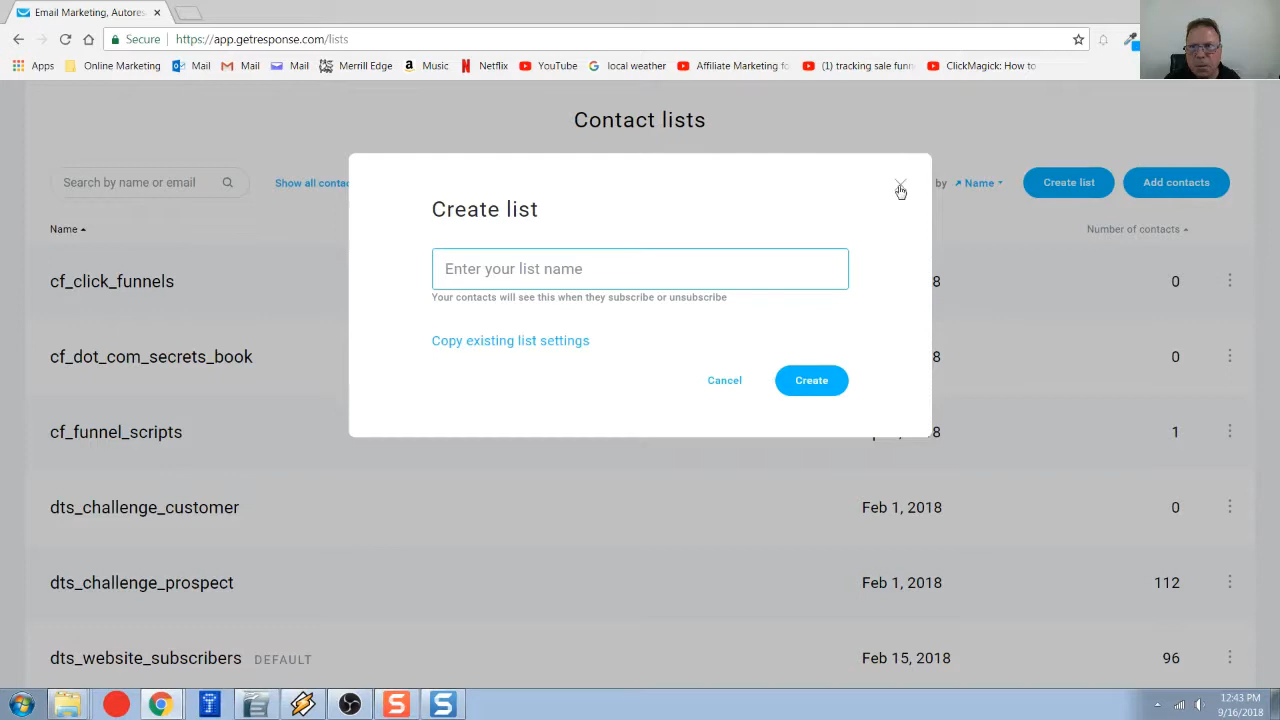 Email Marketing, Autores
Secure
https://app.getresponse.com/lists
Apps
Online Marketing
Mail
Mail
Mail
Merrill Edge
Music
Netflix
YouTube
local weather
Affiliate Marketing fo
(1) tracking sale funn
ClickMagick: How to
Contact lists
Search by name or email
Show all contac
by
Name
Create list
Add contacts
Name
Number of contacts
Create list
Enter your list name
Your contacts will see this when they subscribe or unsubscribe
Copy existing list settings
Cancel
Create
cf_click_funnels
8
0
cf_dot_com_secrets_book
8
0
cf_funnel_scripts
8
1
dts_challenge_customer
Feb 1, 2018
0
dts_challenge_prospect
Feb 1, 2018
112
dts_website_subscribers DEFAULT
Feb 15, 2018
96
12:43 PM
9/16/2018